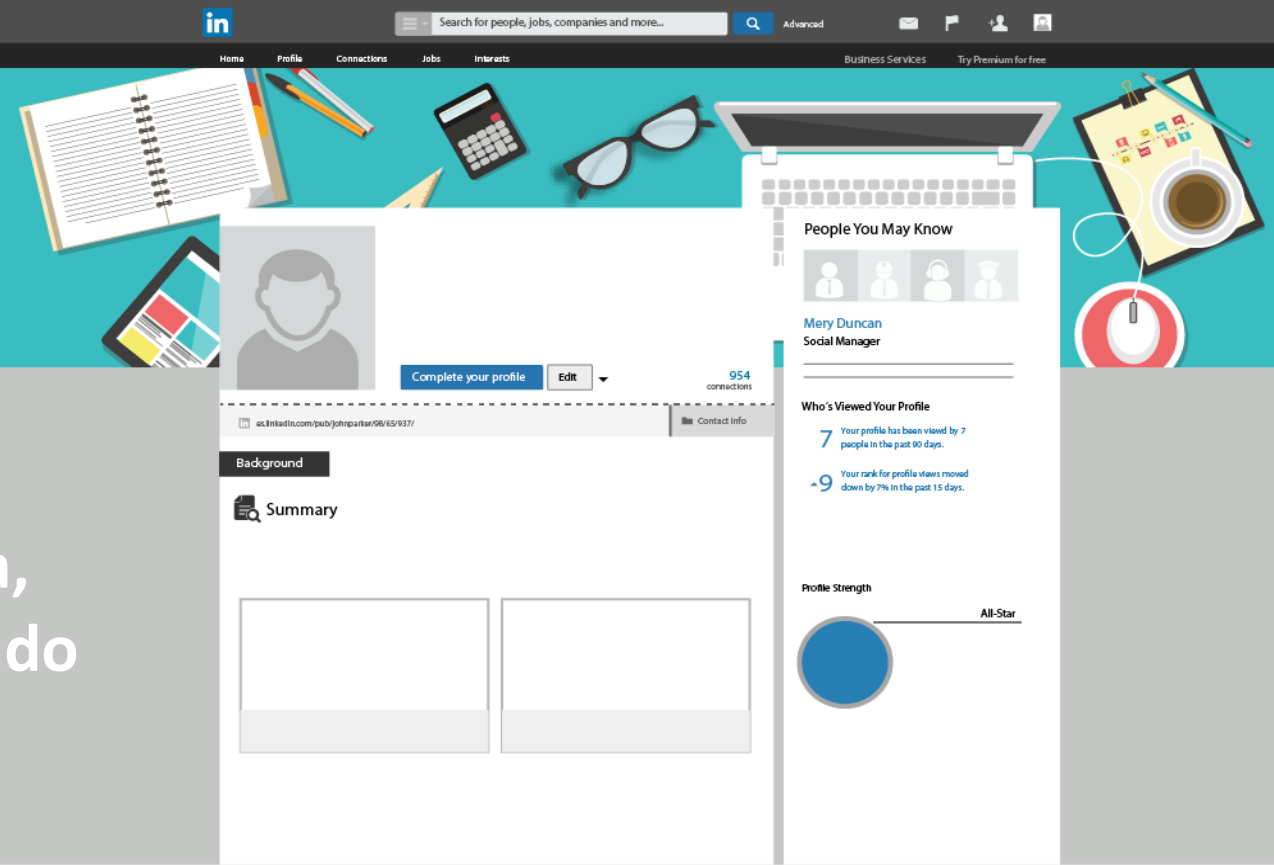 in
Search for people, jobs, companies and more...
Advanced
Home Profile Connections Jobs Interests Business Services Try Premium for free
People You May Know
Mery Duncan
Social Manager
Complete your profile
Edit
954
connections
in es.linkedin.com/pub/johnparker/98/65/937/
Contact Info
Who´s Viewed Your Profile
7
Your profile has been viewd by 7
people in the past 90 days.
9
Your rank for profile views moved
down by 7% in the past 15 days.
Background
Summary
Profile Strength
All-Star
do